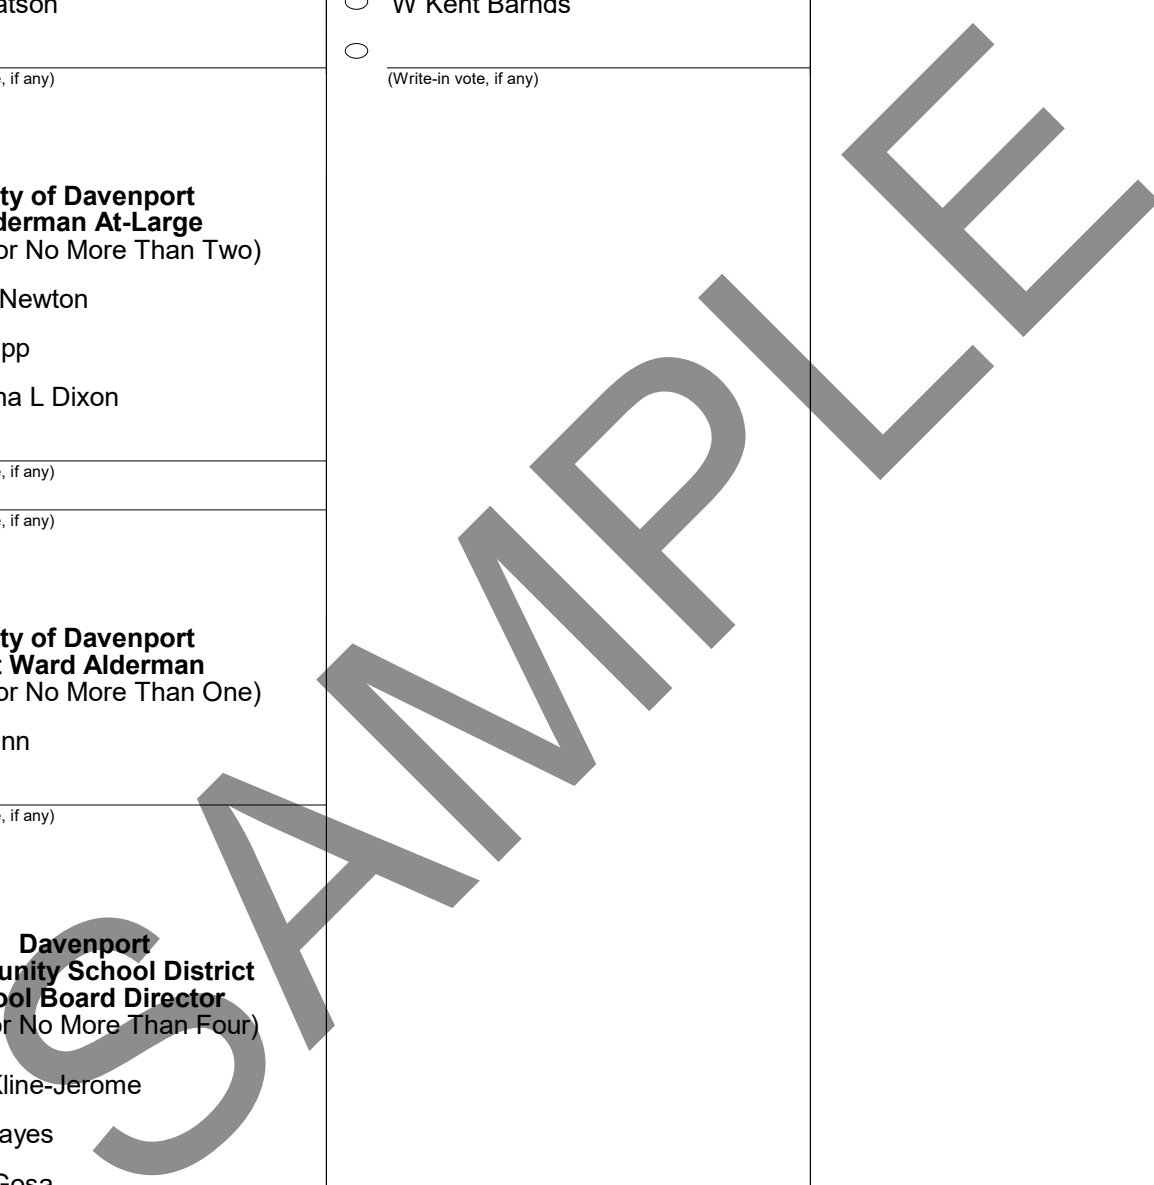 atson
, if any)
ty of Davenport
derman At-Large
or No More Than Two)
Newton
pp
na L Dixon
, if any)
, if any)
ty of Davenport
t Ward Alderman
or No More Than One)
nn
, if any)
Davenport
unity School District
ool Board Director
or No More Than Four)
Kline-Jerome
ayes
Gosa
W Kent Barnds
(Write-in vote, if any)
SAMPLE